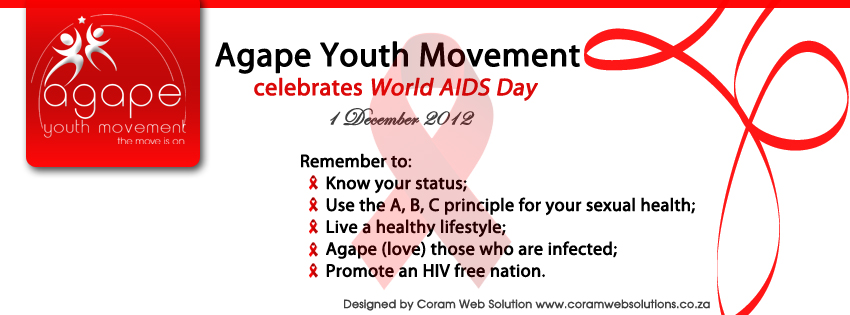 agape
youth movement
the move is on
Agape Youth Movement
celebrates World AIDS Day
1 December 2012
Remember to:
Know your status;
Use the A, B, C principle for your sexual health;
Live a healthy lifestyle;
Agape (love) those who are infected;
Promote an HIV free nation.
Designed by Coram Web Solution www.coramwebsolutions.co.za